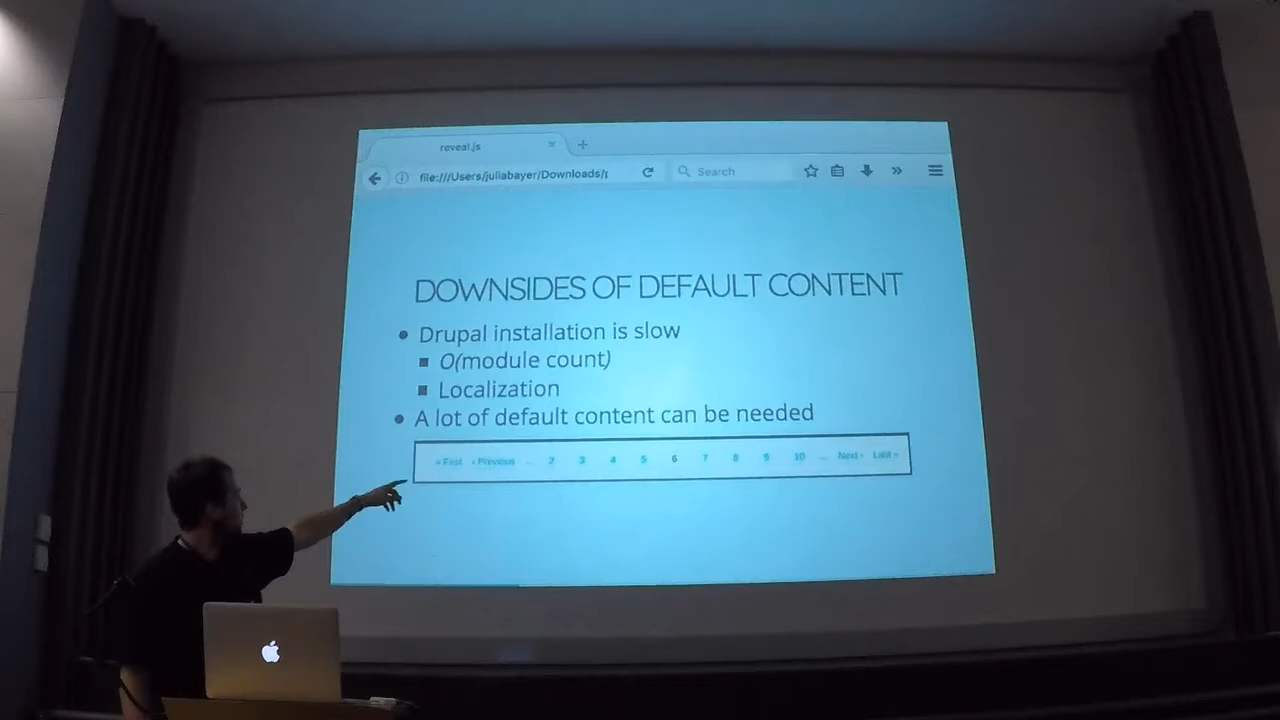 reveal.js
file:///Users/juliabayer/Downloads/
Search
DOWNSIDES OF DEFAULT CONTENT
• Drupal installation is slow
▪ O(module count)
▪ Localization
• A lot of default content can be needed
« First ‹ Previous ... 2 3 4 5 6 7 8 9 10 ... Next › Last »